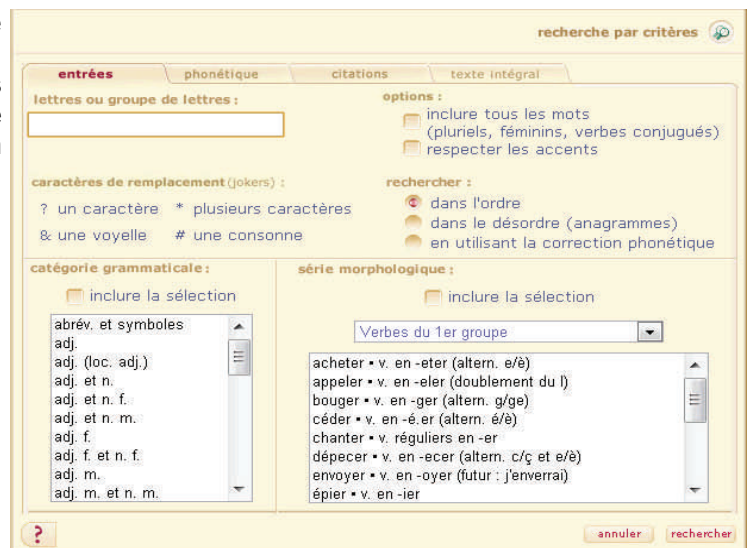 recherche par critères
entrées phonétique citations texte intégral
lettres ou groupe de lettres :
options :
inclure tous les mots
(pluriels, féminins, verbes conjugués)
respecter les accents
caractères de remplacement (jokers) :
? un caractère * plusieurs caractères
& une voyelle # une consonne
rechercher :
dans l'ordre
dans le désordre (anagrammes)
en utilisant la correction phonétique
catégorie grammaticale :
inclure la sélection
abrév. et symboles
adj.
adj. (loc. adj.)
adj. et n.
adj. et n. f.
adj. et n. m.
adj. f.
adj. f. et n. f.
adj. m.
adj. m. et n. m.
série morphologique :
inclure la sélection
Verbes du 1er groupe
acheter ▪ v. en -eter (altern. e/è)
appeler ▪ v. en -eler (doublement du l)
bouger ▪ v. en -ger (altern. g/ge)
céder ▪ v. en -é.er (altern. é/è)
chanter ▪ v. réguliers en -er
dépecer ▪ v. en -ecer (altern. c/ç et e/è)
envoyer ▪ v. en -oyer (futur : j'enverrai)
épier ▪ v. en -ier
?
annuler rechercher